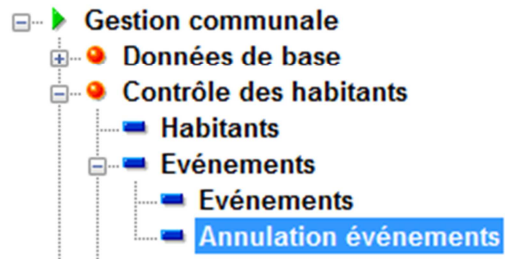 Gestion communale
Données de base
Contrôle des habitants
Habitants
Evénements
Evénements
Annulation événements